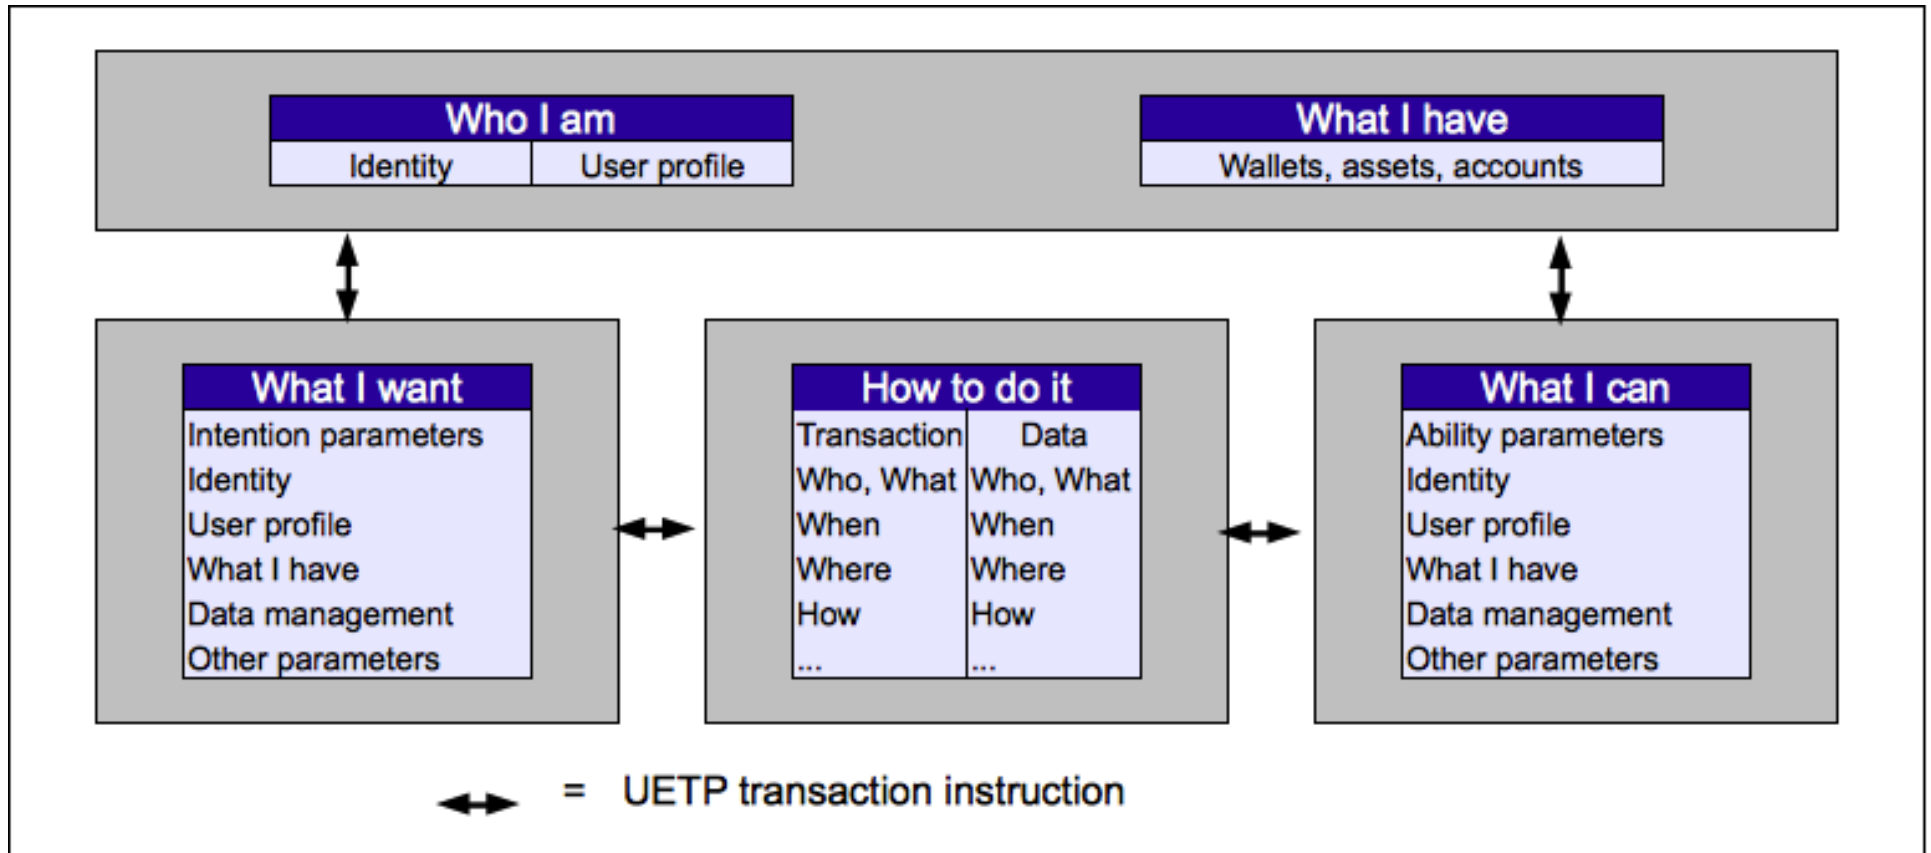 Who I am
Identity User profile
What I have
Wallets, assets, accounts
What I want
Intention parameters
Identity
User profile
What I have
Data management
Other parameters
How to do it
Transaction Data
Who, What Who, What
When When
Where Where
How How
... ...
What I can
Ability parameters
Identity
User profile
What I have
Data management
Other parameters
= UETP transaction instruction